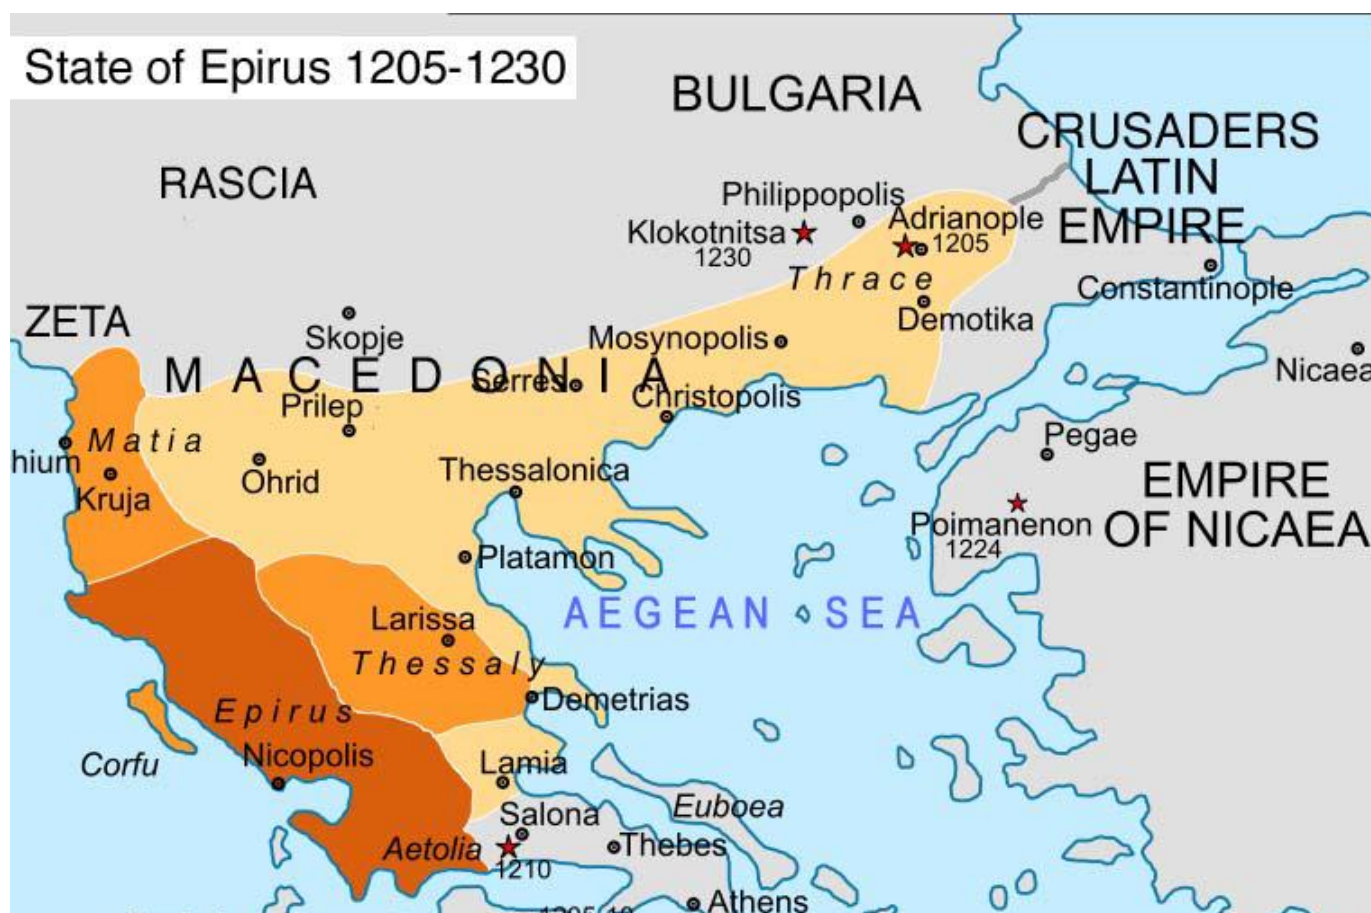 State of Epirus 1205-1230
BULGARIA
CRUSADERS
LATIN
EMPIRE
RASCIA
Philippopolis
Klokotnitsa
1230
Adrianople
1205
Thrace
Constantinople
ZETA
Skopje
Demotika
Mosynopolis
MACEDONIA
Serres
Nicaea
Prilep
Christopolis
Matia
hium
Pegae
Kruja
Ohrid
Thessalonica
EMPIRE
OF NICAEA
Poimanenon
1224
Platamon
AEGEAN SEA
Larissa
Thessaly
Demetrias
Epirus
Nicopolis
Corfu
Lamia
Euboea
Salona
Aetolia
1210
Thebes
Athens